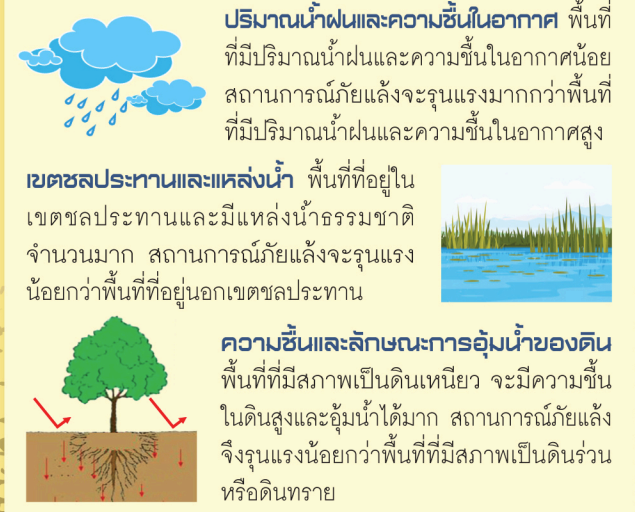 ปริมาณน้ำฝนและความชื้นในอากาศ พื้นที่
ที่มีปริมาณน้ำฝนและความชื้นในอากาศน้อย
สถานการณ์ภัยแล้งจะรุนแรงมากกว่าพื้นที่
ที่มีปริมาณน้ำฝนและความชื้นในอากาศสูง
เขตชลประทานและแหล่งน้ำ พื้นที่ที่อยู่ใน
เขตชลประทานและมีแหล่งน้ำธรรมชาติ
จำนวนมาก สถานการณ์ภัยแล้งจะรุนแรง
น้อยกว่าพื้นที่ที่อยู่นอกเขตชลประทาน
ความชื้นและลักษณะการอุ้มน้ำของดิน
พื้นที่ที่มีสภาพเป็นดินเหนียว จะมีความชื้น
ในดินสูงและอุ้มน้ำได้มาก สถานการณ์ภัยแล้ง
จึงรุนแรงน้อยกว่าพื้นที่ที่มีสภาพเป็นดินร่วน
หรือดินทราย